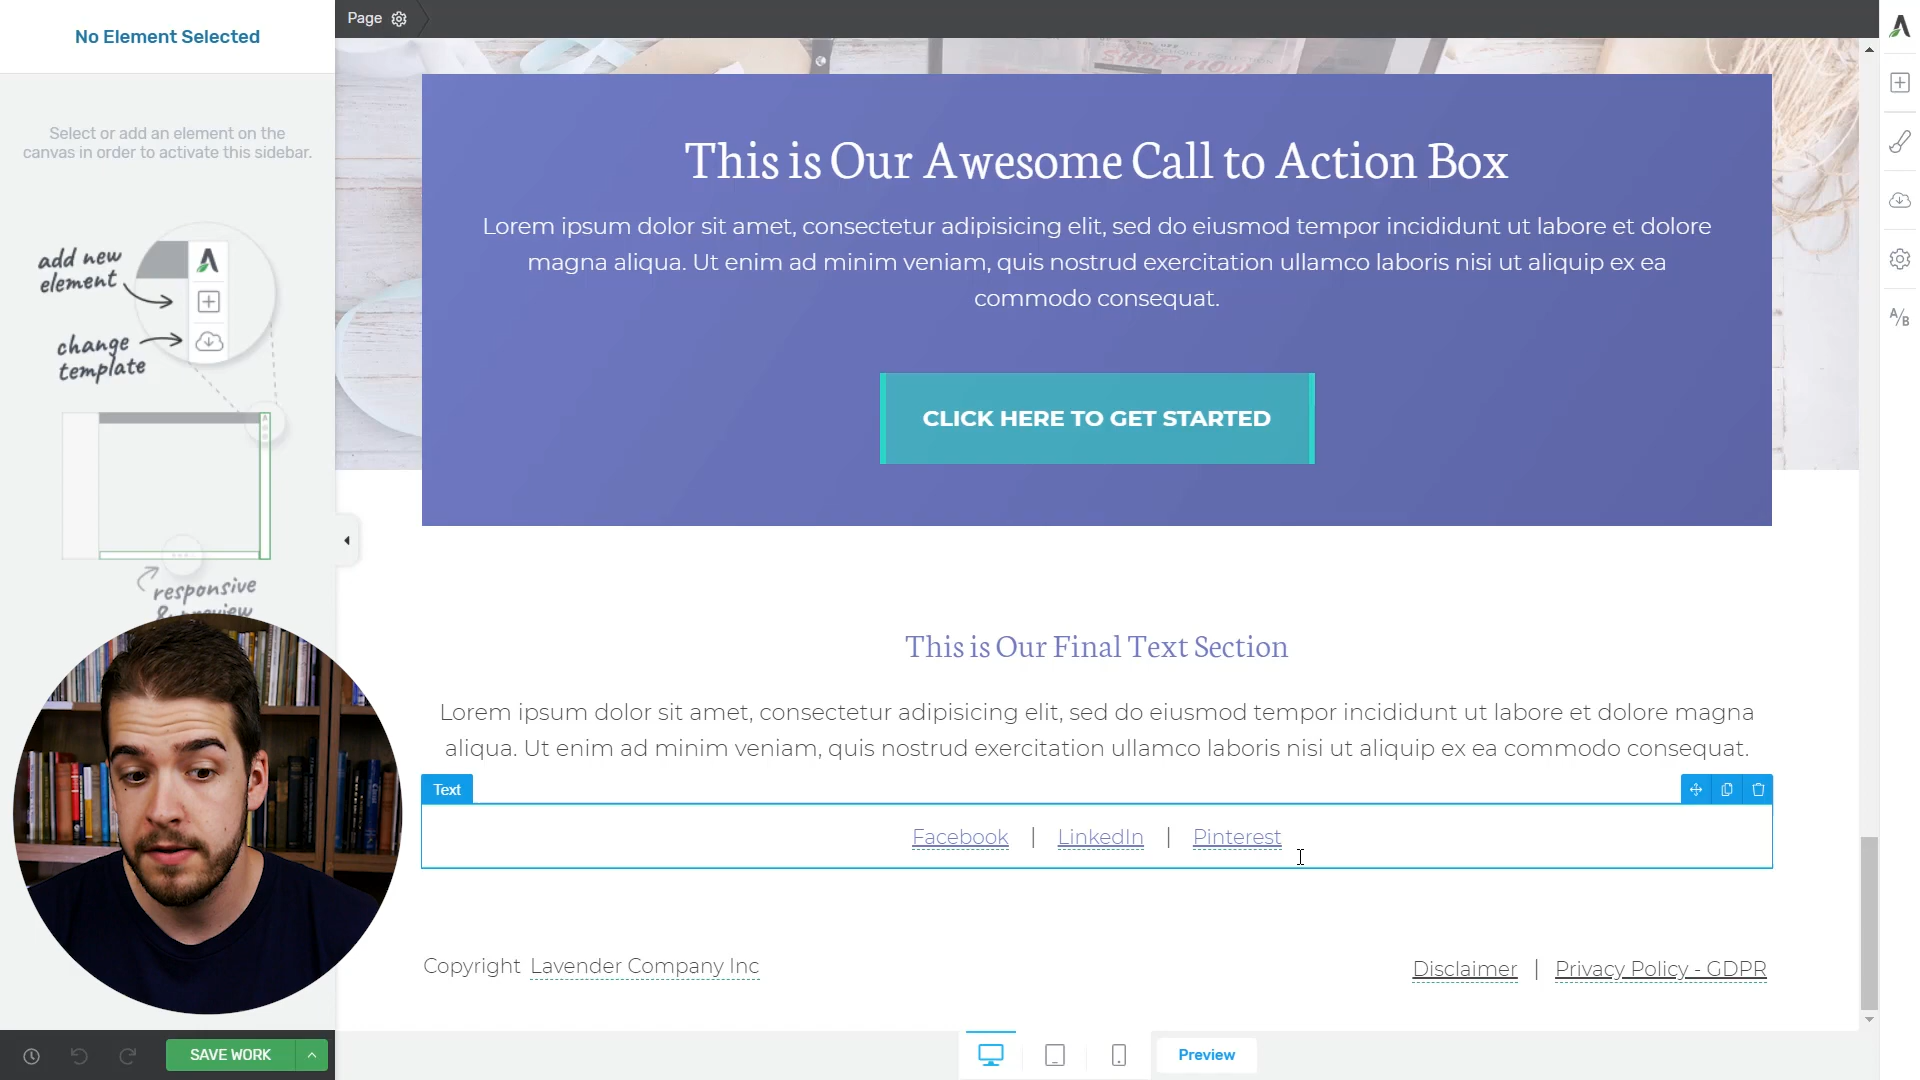 Page
No Element Selected
Select or add an element on the
canvas in order to activate this sidebar.
add new
element
change
template
responsive
& preview
shop now
This is Our Awesome Call to Action Box
Lorem ipsum dolor sit amet, consectetur adipisicing elit, sed do eiusmod tempor incididunt ut labore et dolore
magna aliqua. Ut enim ad minim veniam, quis nostrud exercitation ullamco laboris nisi ut aliquip ex ea
commodo consequat.
CLICK HERE TO GET STARTED
This is Our Final Text Section
Lorem ipsum dolor sit amet, consectetur adipisicing elit, sed do eiusmod tempor incididunt ut labore et dolore magna
aliqua. Ut enim ad minim veniam, quis nostrud exercitation ullamco laboris nisi ut aliquip ex ea commodo consequat.
Text
Facebook | LinkedIn | Pinterest
Copyright Lavender Company Inc
Disclaimer | Privacy Policy - GDPR
SAVE WORK
Preview
A/B